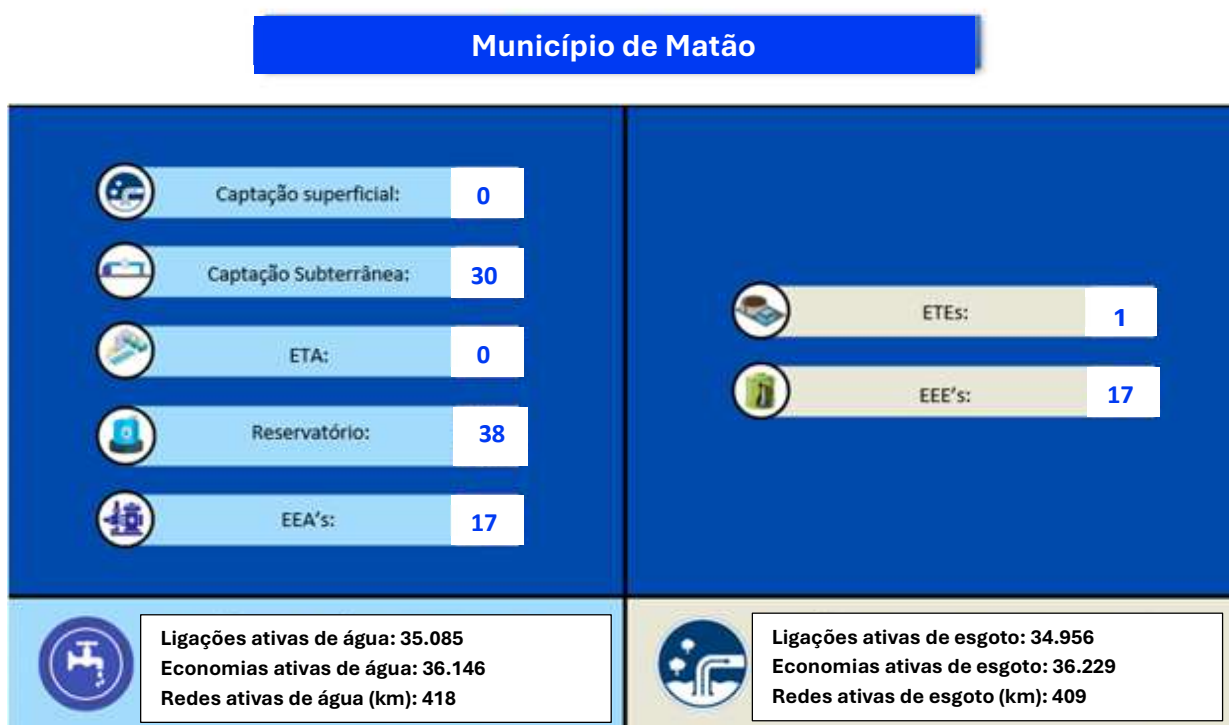 Município de Matão
Captação superficial: 0
Captação Subterrânea: 30
ETA: 0
Reservatório: 38
EEA's: 17
ETEs: 1
EEE's: 17
Ligações ativas de água: 35.085
Economias ativas de água: 36.146
Redes ativas de água (km): 418
Ligações ativas de esgoto: 34.956
Economias ativas de esgoto: 36.229
Redes ativas de esgoto (km): 409